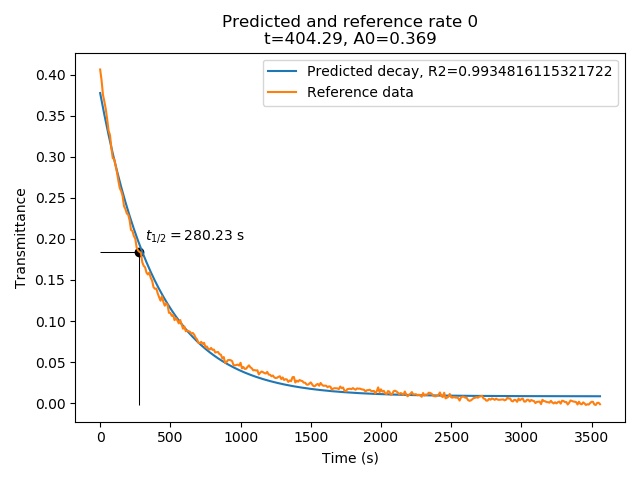 Predicted and reference rate 0
t=404.29, A0=0.369
Predicted decay, R2=0.9934816115321722
Reference data
t1/2 = 280.23 s
Transmittance
0.40
0.35
0.30
0.25
0.20
0.15
0.10
0.05
0.00
0 500 1000 1500 2000 2500 3000 3500
Time (s)